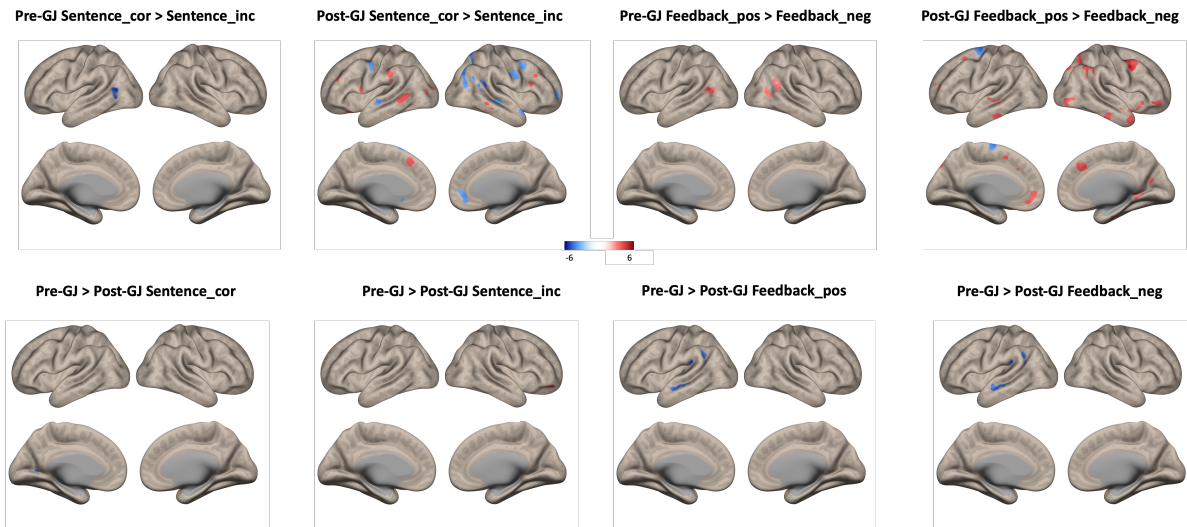 Pre-GJ Sentence_cor > Sentence_inc
Post-GJ Sentence_cor > Sentence_inc
Pre-GJ Feedback_pos > Feedback_neg
Post-GJ Feedback_pos > Feedback_neg
-6
6
Pre-GJ > Post-GJ Sentence_cor
Pre-GJ > Post-GJ Sentence_inc
Pre-GJ > Post-GJ Feedback_pos
Pre-GJ > Post-GJ Feedback_neg